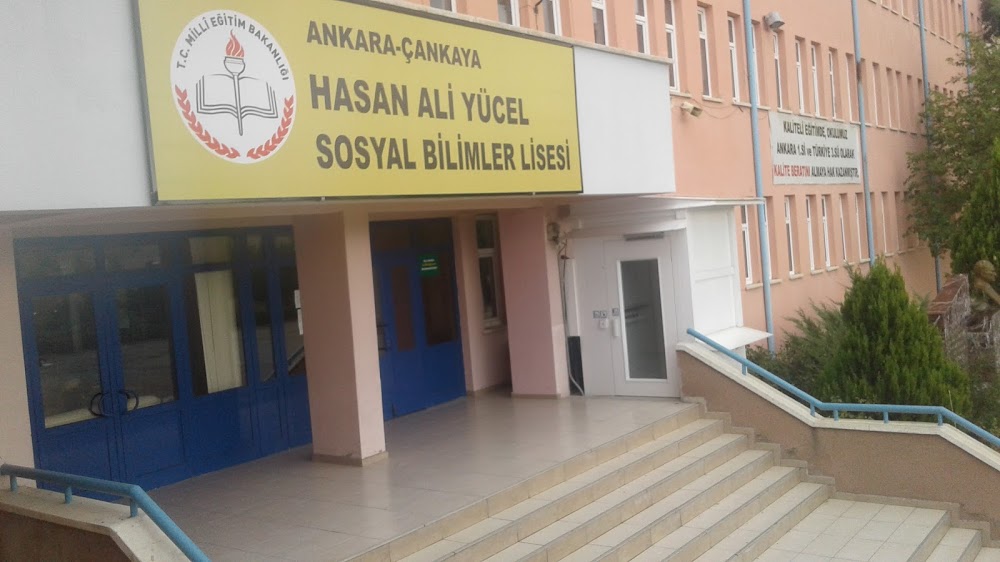 T.C. MİLLÎ EĞİTİM BAKANLIĞI
ANKARA-ÇANKAYA
HASAN ALİ YÜCEL
SOSYAL BİLİMLER LİSESİ
KALİTELİ EĞİTİMDE, OKULUMUZ
ANKARA 1.Sİ ve TÜRKİYE 3.SÜ OLARAK
KALİTE BERATINI ALMAYA HAK KAZANMIŞTIR.